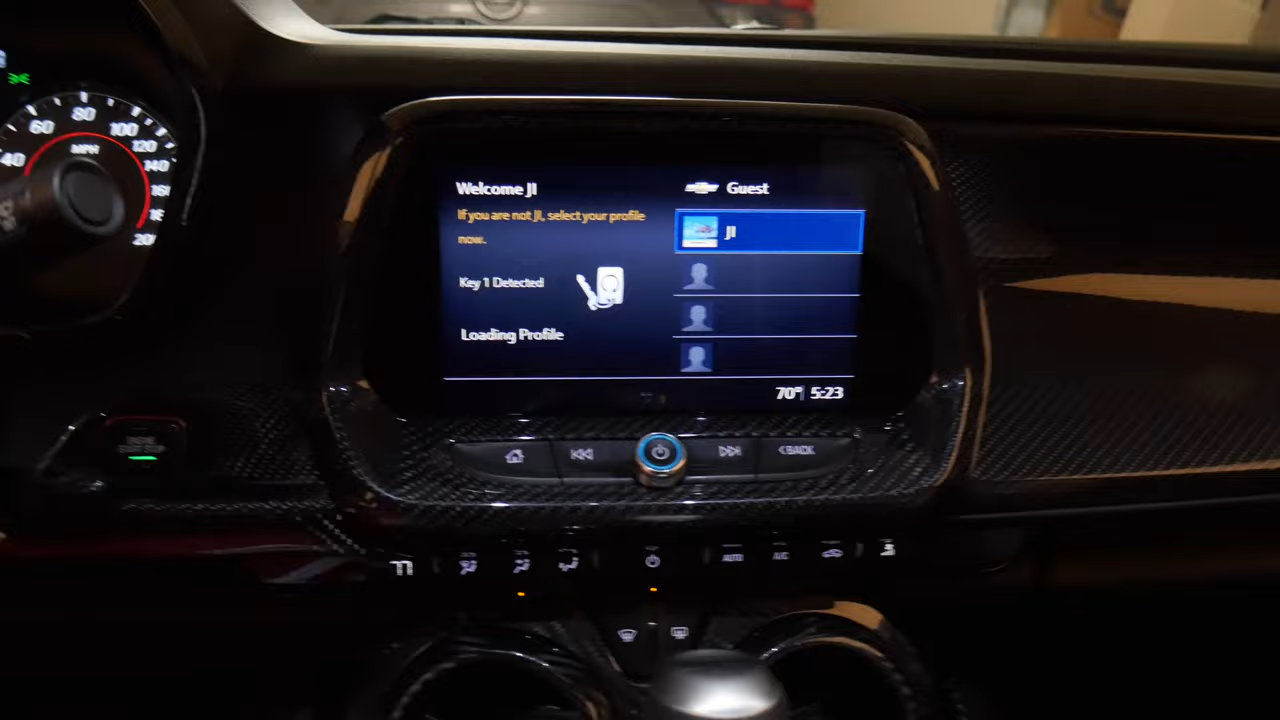 40
60
80
100
120
140
MPH
Welcome JI
If you are not JI, select your profile
now.
Key 1 Detected
Loading Profile
Guest
JI
70° 5:23
BACK
AUTO
A/C